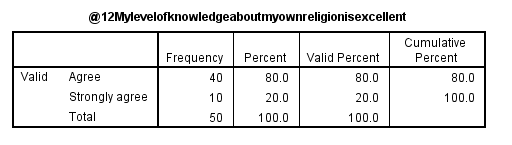 @12Mylevelofknowledgeaboutmyownreligionisexcellent
Frequency Percent Valid Percent Cumulative Percent
Valid Agree 40 80.0 80.0 80.0
Strongly agree 10 20.0 20.0 100.0
Total 50 100.0 100.0